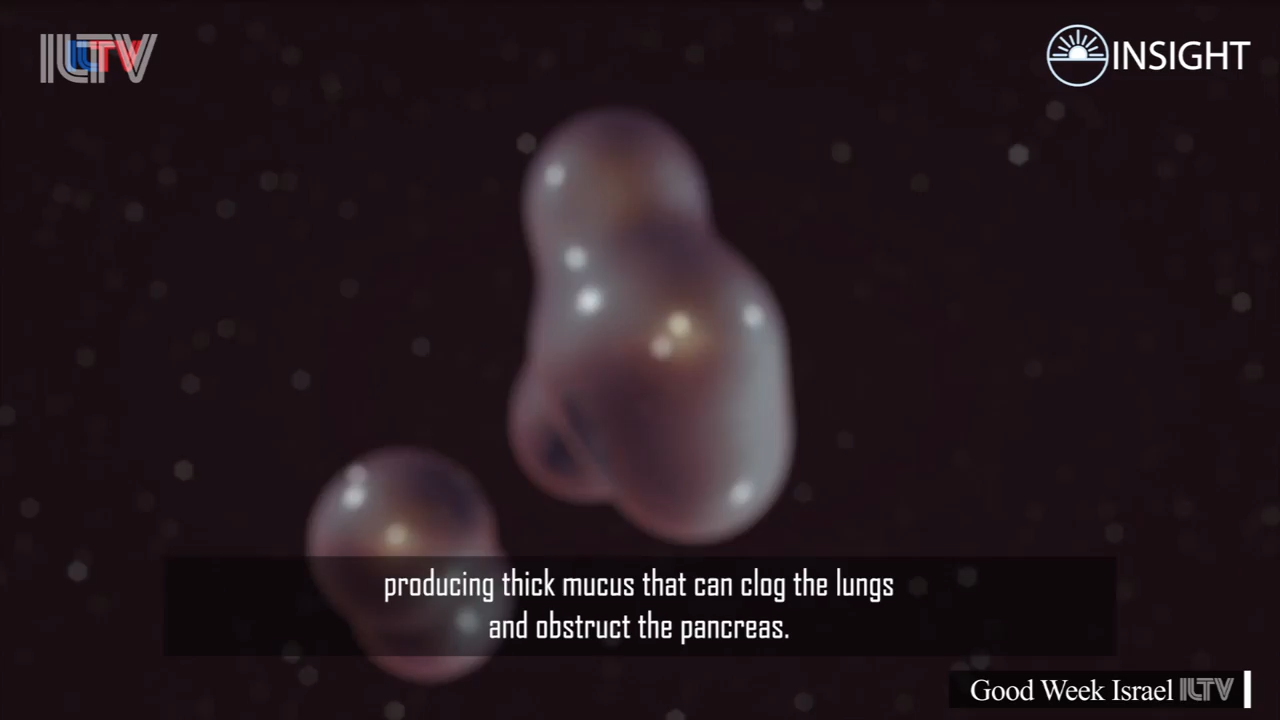 ILTV
INSIGHT
producing thick mucus that can clog the lungs
and obstruct the pancreas.
Good Week Israel ILTV